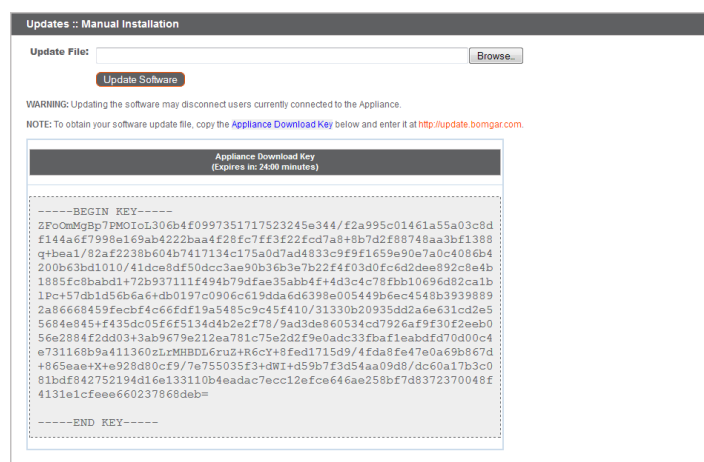 Updates :: Manual Installation
Update File:
Browse..
Update Software
WARNING: Updating the software may disconnect users currently connected to the Appliance.
NOTE: To obtain your software update file, copy the Appliance Download Key below and enter it at http://update.bomgar.com.
Appliance Download Key
(Expires in: 24:00 minutes)
-----BEGIN KEY-----
ZFoOmMgBp7PMOIoL306b4f0997351717523245e344/f2a995c01461a55a03c8d
f144a6f7998e169ab4222baa4f28fc7ff3f22fcd7a8+8b7d2f88748aa3bf1388
q+bea1/82af2238b604b7417134c175a0d7ad4833c9f9f1659e90e7a0c4086b4
200b63bd1010/41dce8df50dcc3ae90b36b3e7b22f4f03d0fc6d2dee892c8e4b
1885fc8babd1+72b937111f494b79dfae35abb4f+4d3c4c78fbb10696d82ca1b
1Pc+57db1d56b6a6+db0197c0906c619dda6d6398e005449b6ec4548b3939889
2a86668459fecbf4c66fdf19a5485c9c45f410/31330b20935dd2a6e631cd2e5
5684e845+f435dc05f6f5134d4b2e2f78/9ad3de860534cd7926af9f30f2eeb0
56e2884f2dd03+3ab9679e212ea781c75e2d2f9e0adc33fbaf1eabdfd70d00c4
e731168b9a411360zLrMHBDL6ruZ+R6cY+8fed1715d9/4fda8fe47e0a69b867d
+865eae+X+e928d80cf9/7e755035f3+dWI+d59b7f3d54aa09d8/dc60a17b3c0
81bdf842752194d16e133110b4eadac7ecc12efce646ae258bf7d8372370048f
4131e1cfeee660237868deb=
-----END KEY-----